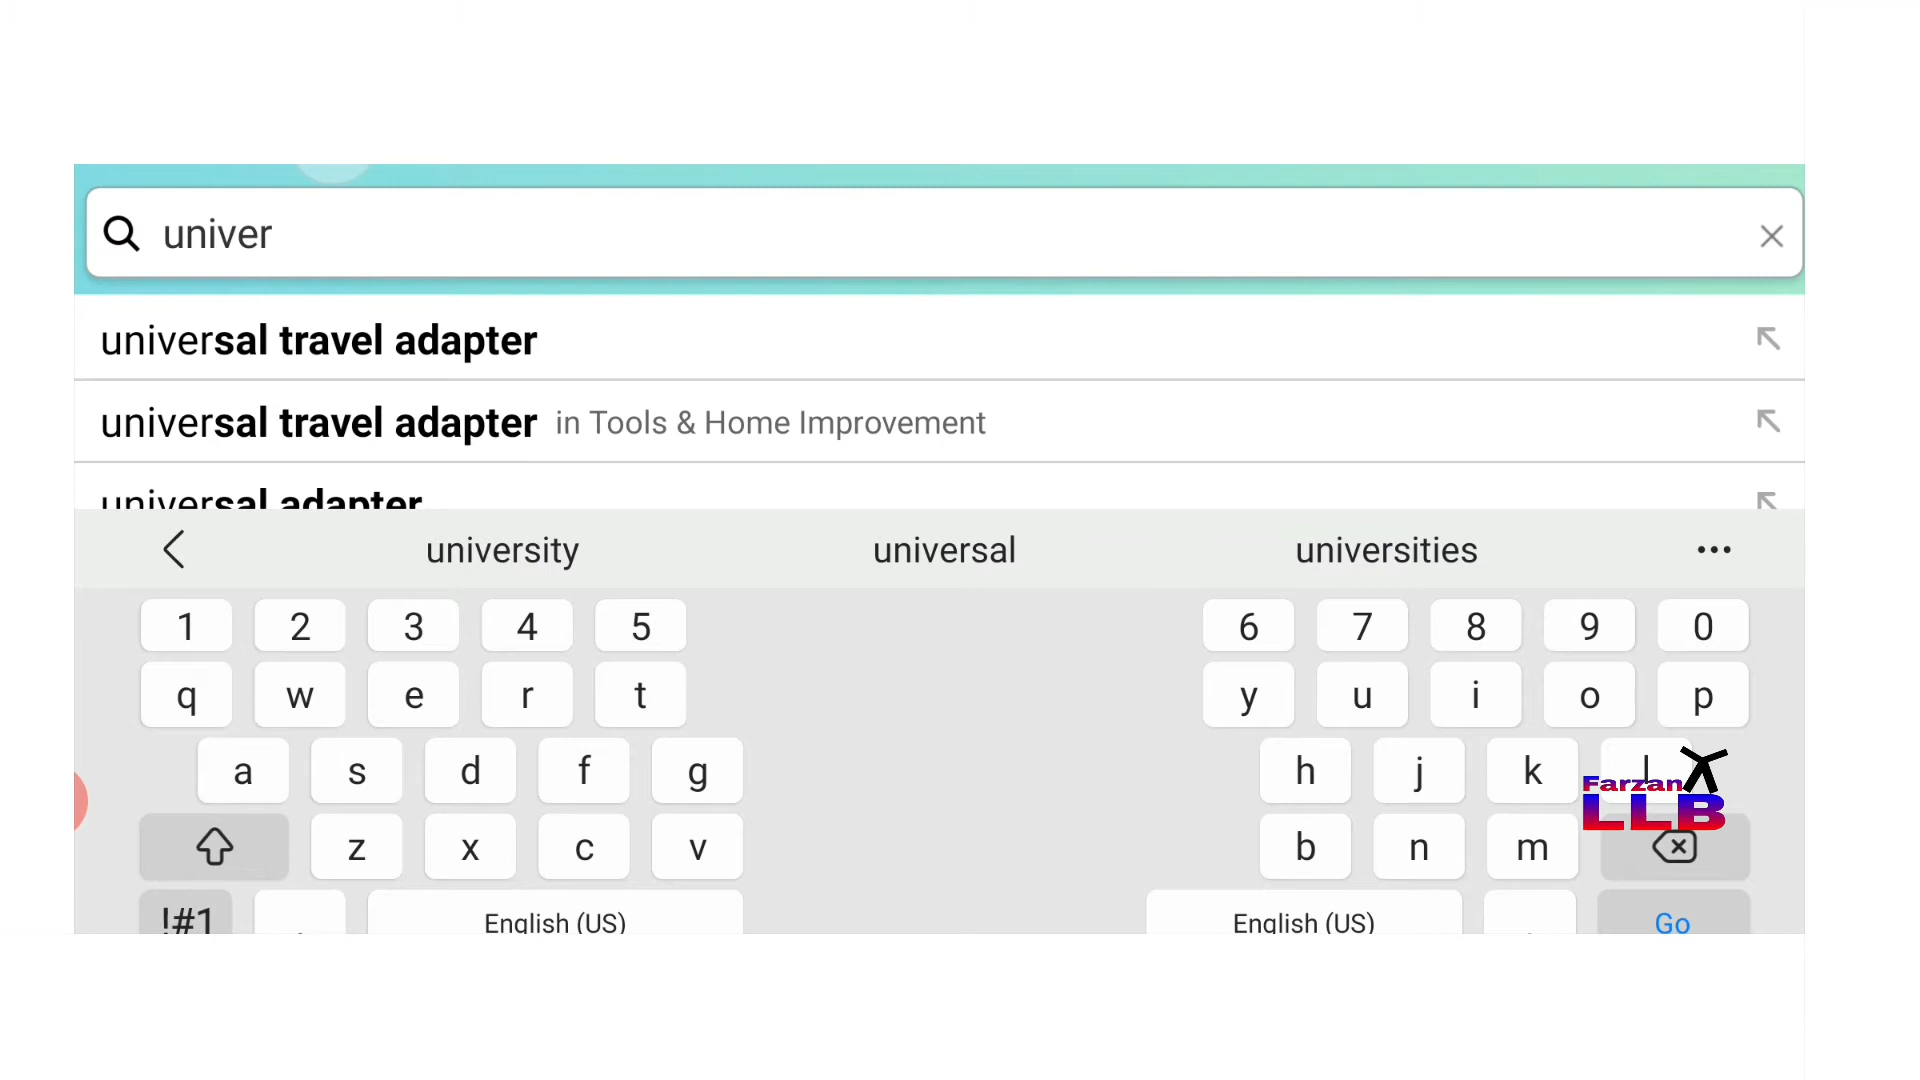 univer
universal travel adapter
universal travel adapter in Tools & Home Improvement
universal adapter
university universal universities
1 2 3 4 5 6 7 8 9 0
q w e r t y u i o p
a s d f g h j k l
Farzan
LLB
z x c v b n m
!#1 English (US) English (US) Go